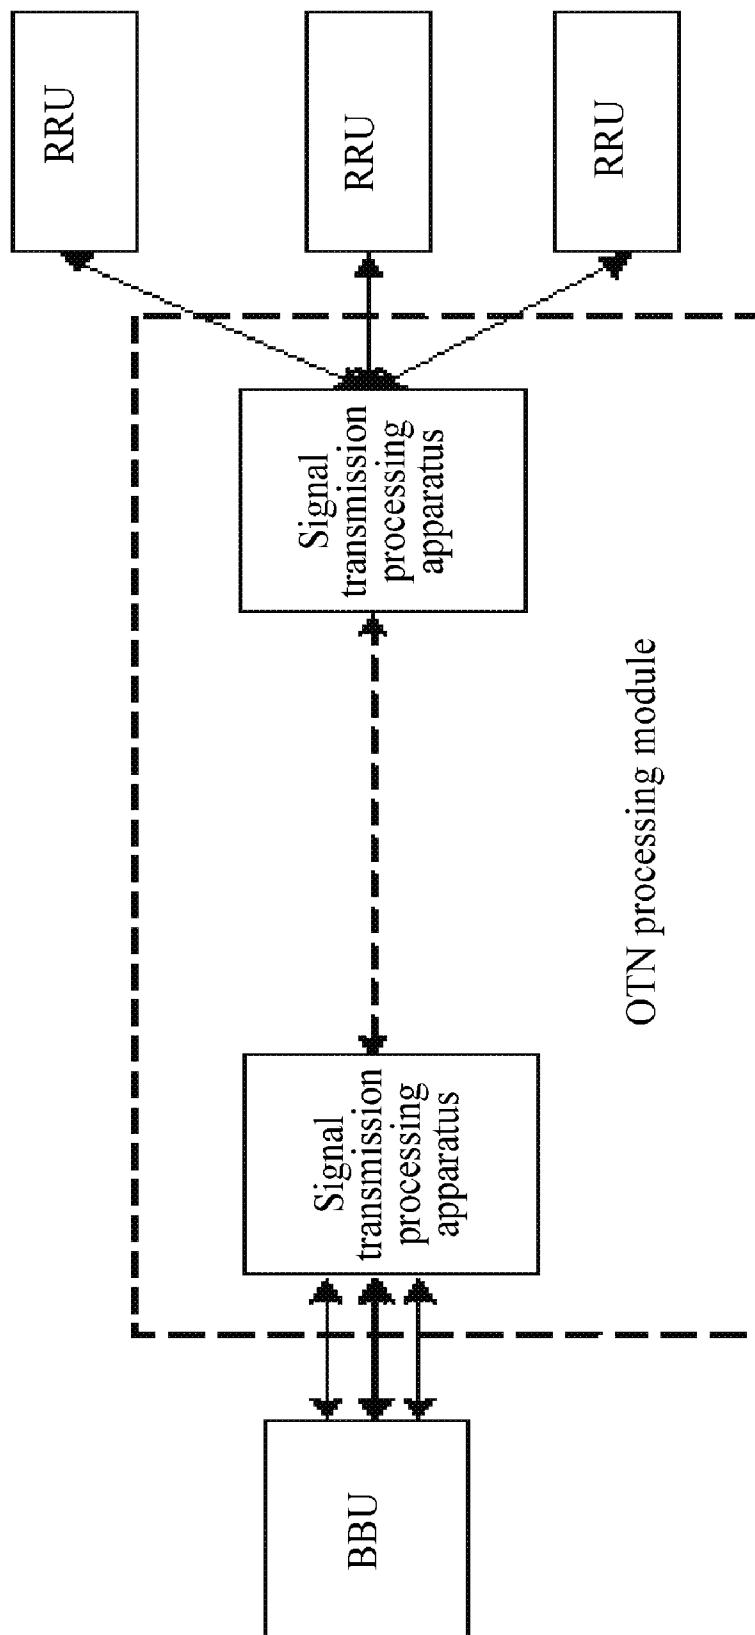 RRU
RRU
RRU
Signal
transmission
processing
apparatus
OTN processing module
Signal
transmission
processing
apparatus
BBU